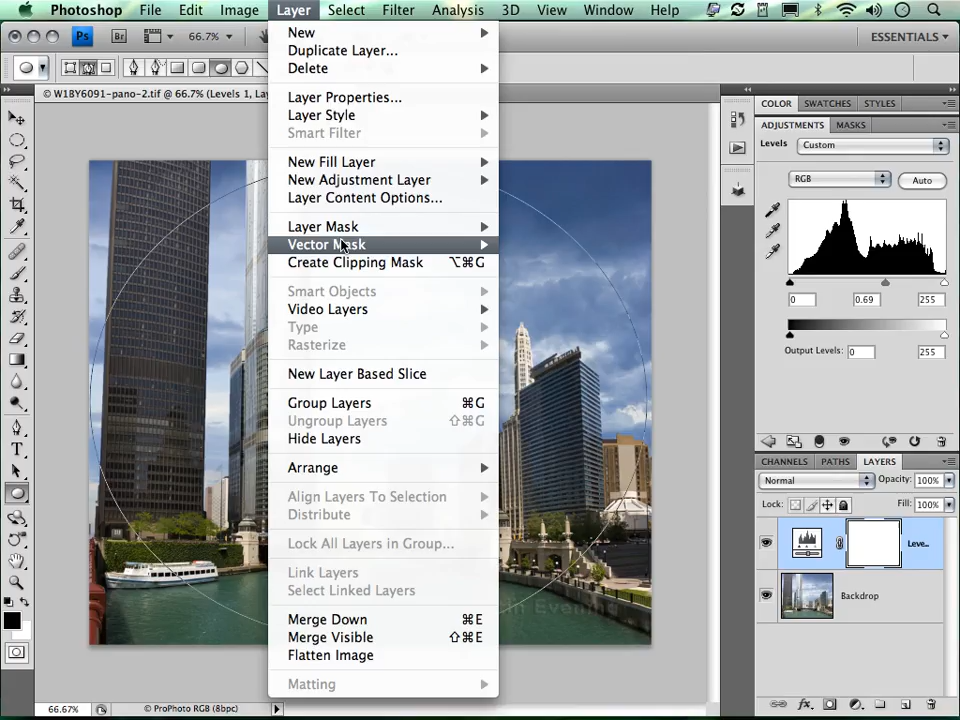 Photoshop File Edit Image Layer Select Filter Analysis 3D View Window Help
Ps Br 66.7% ESSENTIALS
W1BY6091-pano-2.tif @ 66.7% (Levels 1, La
New
Duplicate Layer...
Delete
Layer Properties...
Layer Style
Smart Filter
New Fill Layer
New Adjustment Layer
Layer Content Options...
Layer Mask
Vector Mask
Create Clipping Mask ⌥⌘G
Smart Objects
Video Layers
Type
Rasterize
New Layer Based Slice
Group Layers ⌘G
Ungroup Layers ⇧⌘G
Hide Layers
Arrange
Align Layers To Selection
Distribute
Lock All Layers in Group...
Link Layers
Select Linked Layers
Merge Down ⌘E
Merge Visible ⇧⌘E
Flatten Image
Matting
COLOR SWATCHES STYLES
ADJUSTMENTS MASKS
Levels Custom
RGB Auto
0 0.69 255
Output Levels: 0 255
CHANNELS PATHS LAYERS
Normal Opacity: 100%
Lock: Fill: 100%
Leve...
Backdrop
T
66.67% © ProPhoto RGB (8bpc)